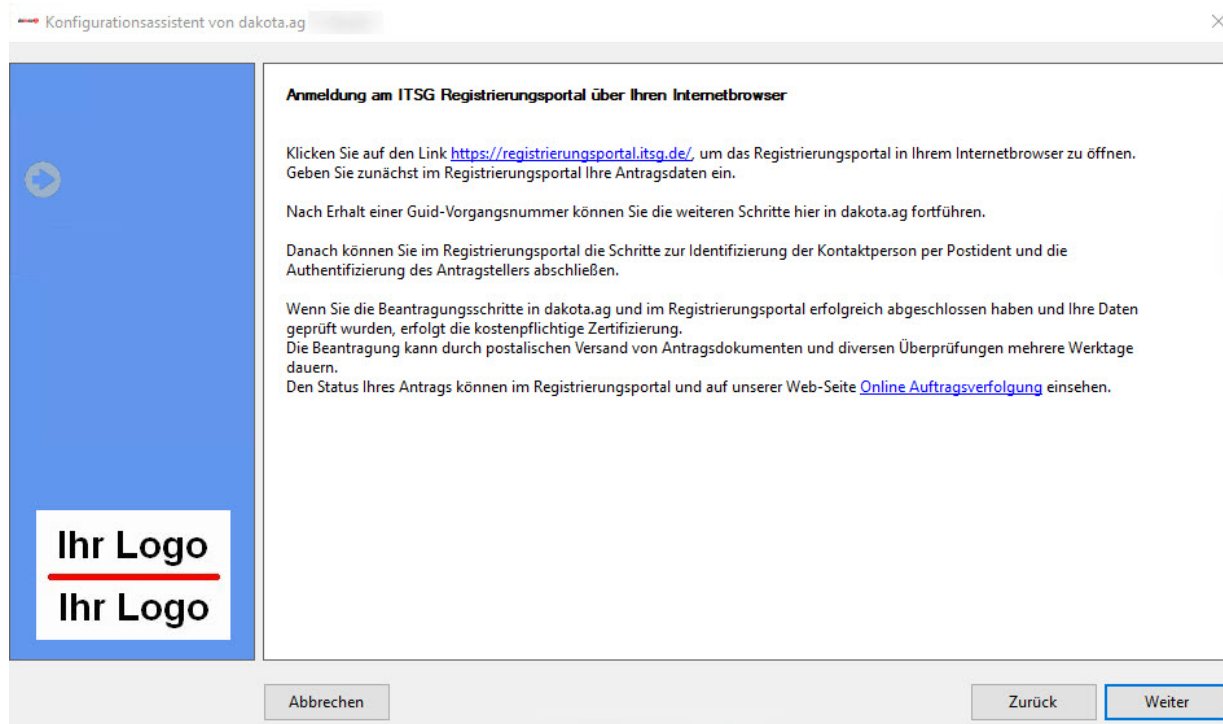 Konfigurationsassistent von dakota.ag
Anmeldung am ITSG Registrierungsportal über Ihren Internetbrowser
Klicken Sie auf den Link https://registrierungsportal.itsg.de/, um das Registrierungsportal in Ihrem Internetbrowser zu öffnen.
Geben Sie zunächst im Registrierungsportal Ihre Antragsdaten ein.
Nach Erhalt einer Guid-Vorgangsnummer können Sie die weiteren Schritte hier in dakota.ag fortführen.
Danach können Sie im Registrierungsportal die Schritte zur Identifizierung der Kontaktperson per Postident und die
Authentifizierung des Antragstellers abschließen.
Wenn Sie die Beantragungsschritte in dakota.ag und im Registrierungsportal erfolgreich abgeschlossen haben und Ihre Daten
geprüft wurden, erfolgt die kostenpflichtige Zertifizierung.
Die Beantragung kann durch postalischen Versand von Antragsdokumenten und diversen Überprüfungen mehrere Werktage
dauern.
Den Status Ihres Antrags können im Registrierungsportal und auf unserer Web-Seite Online Auftragsverfolgung einsehen.
Ihr Logo
Ihr Logo
Abbrechen
Zurück
Weiter